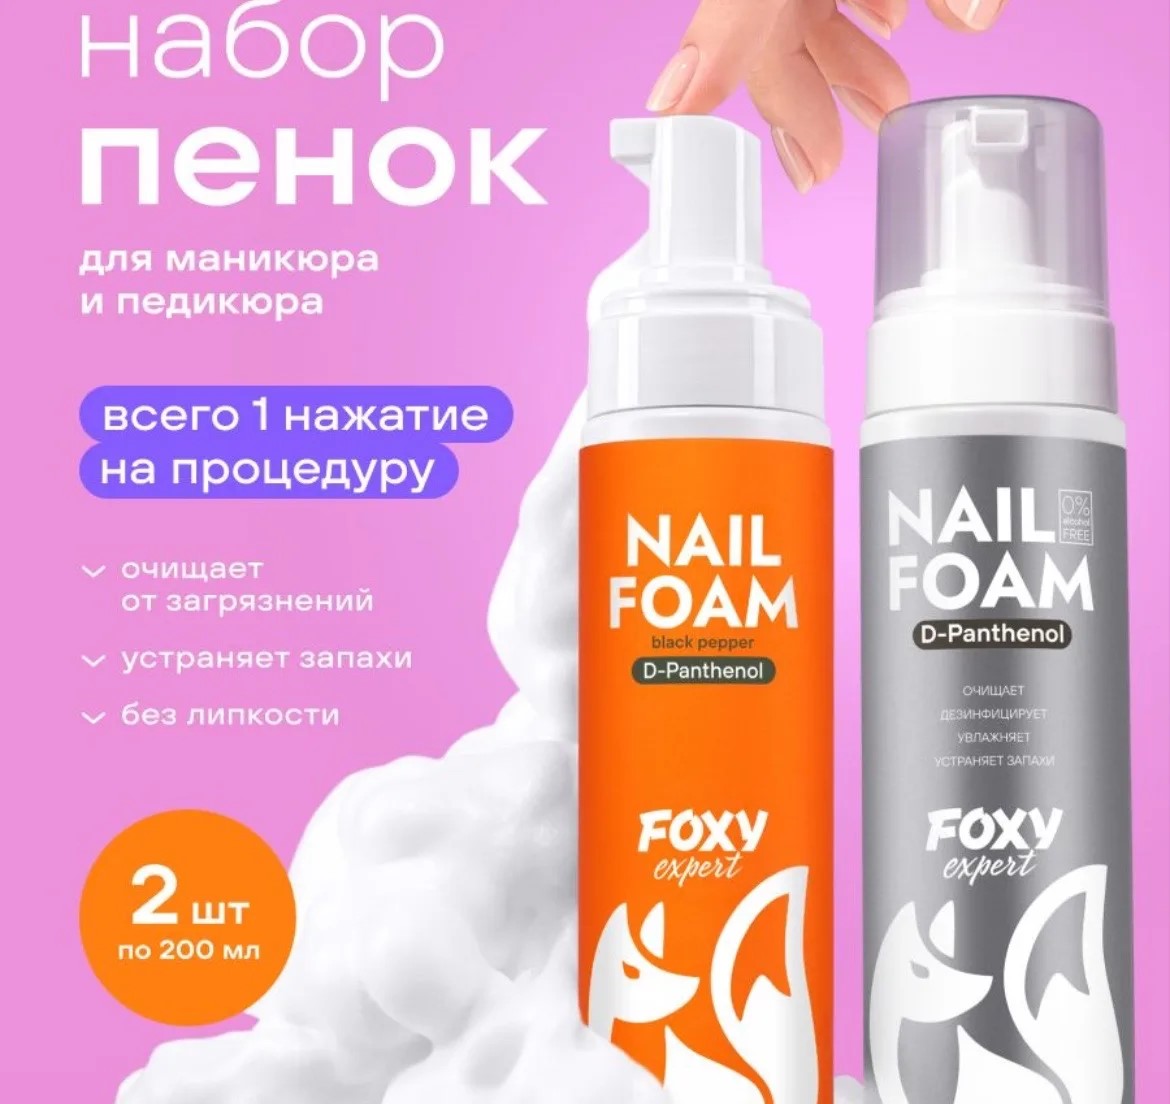 набор
пенок
для маникюра
и педикюра
всего 1 нажатие
на процедуру
очищает
от загрязнений
устраняет запахи
без липкости
2 шт
по 200 мл
NAIL
FOAM
black pepper
D-Panthenol
FOXY
expert
NAIL
0%
alcohol
FREE
FOAM
D-Panthenol
ОЧИЩАЕТ
ДЕЗИНФИЦИРУЕТ
УВЛАЖНЯЕТ
УСТРАНЯЕТ ЗАПАХИ
FOXY
expert